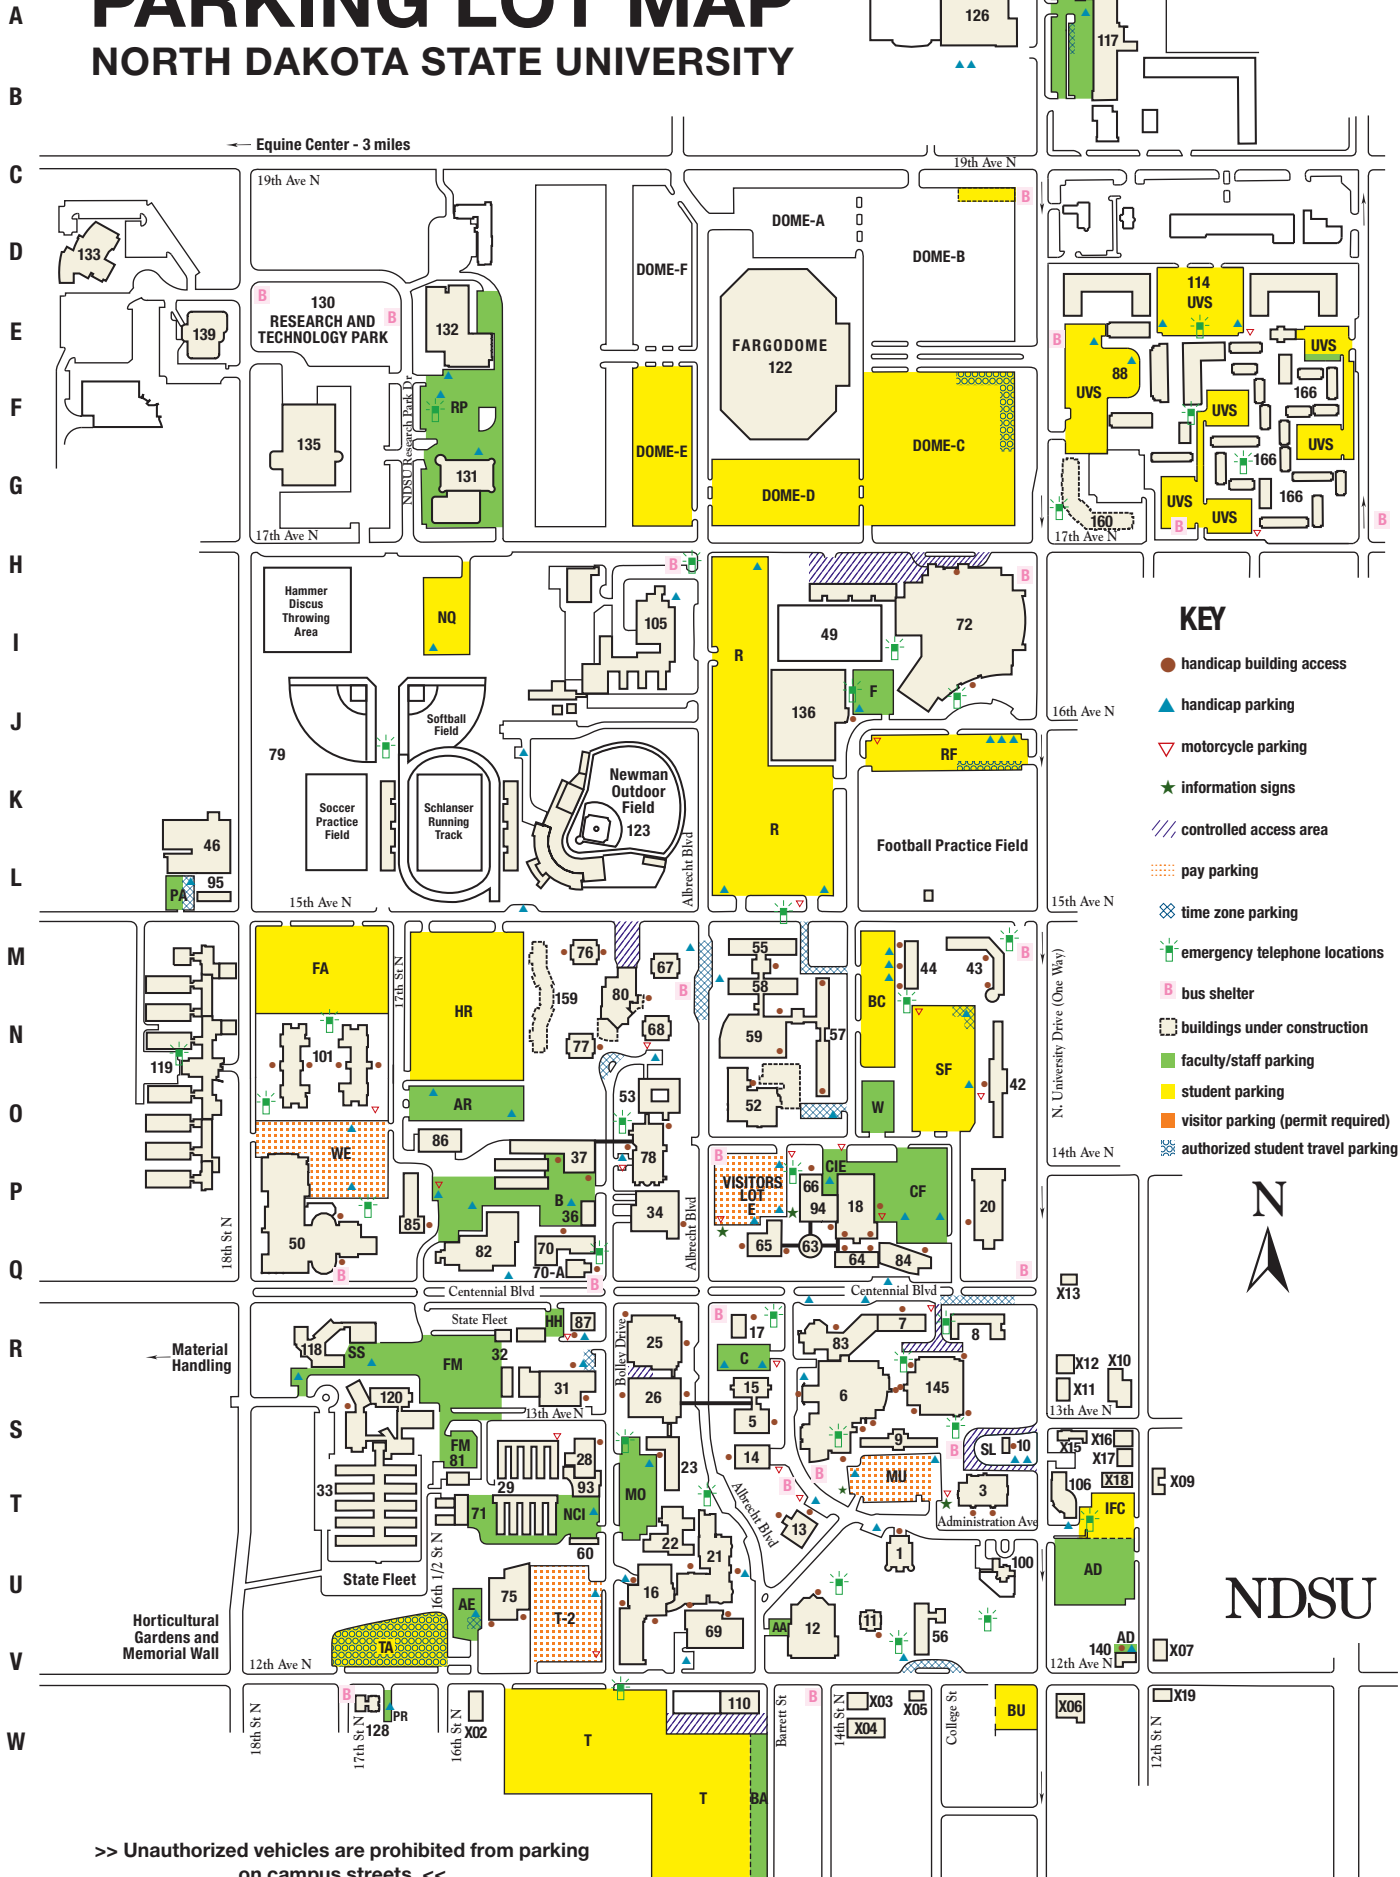 PARKING LOT MAP
NORTH DAKOTA STATE UNIVERSITY
A
B
C
D
E
F
G
H
I
J
K
L
M
N
O
P
Q
R
S
T
U
V
W
126
117
Equine Center - 3 miles
19th Ave N
19th Ave N
B
133
139
B
130
RESEARCH AND
TECHNOLOGY PARK
B
132
DOME-F
DOME-A
DOME-B
FARGODOME
122
114
UVS
B
UVS
88
UVS
166
UVS
UVS
166
166
UVS
UVS
B
B
160
17th Ave N
135
NDSU Research Park Dr
RP
131
DOME-E
DOME-D
DOME-C
17th Ave N
Hammer
Discus
Throwing
Area
NQ
B
105
R
49
72
B
136
F
16th Ave N
RF
79
Softball
Field
Soccer
Practice
Field
Schlanser
Running
Track
Newman
Outdoor
Field
123
Albrecht Blvd
R
Football Practice Field
46
PA
95
15th Ave N
15th Ave N
KEY
handicap building access
handicap parking
motorcycle parking
information signs
controlled access area
pay parking
time zone parking
emergency telephone locations
B
bus shelter
buildings under construction
faculty/staff parking
student parking
visitor parking (permit required)
authorized student travel parking
N
FA
17th St N
HR
159
76
67
80
B
68
77
55
58
59
57
52
BC
44
43
B
SF
42
W
N. University Drive (One Way)
119
101
AR
53
86
WE
37
78
B
36
34
85
50
82
70
70-A
B
B
18th St N
Albrecht Blvd
B
VISITORS
LOT
E
66
94
CIE
18
CF
20
65
63
64
84
B
14th Ave N
X13
Centennial Blvd
Centennial Blvd
Material
Handling
State Fleet
HH
87
118
SS
FM
32
31
120
13th Ave N
Bolley Drive
25
26
B
17
C
15
5
14
83
7
8
6
145
9
B
SL
10
MU
3
B
B
X12
X10
X11
13th Ave N
X15
X16
X17
X18
X09
106
IFC
AD
FM
81
33
29
28
93
71
NCI
60
23
MO
22
21
16
69
Albrecht Blvd
13
Administration Ave
1
100
State Fleet
16th 1/2 St N
AE
75
T-2
TA
AA
12
11
56
AD
140
X07
NDSU
Horticultural
Gardens and
Memorial Wall
12th Ave N
12th Ave N
B
128
PR
X02
18th St N
17th St N
16th St N
T
T
BA
110
Barrett St
B
14th St N
X03
X04
X05
College St
BU
X06
X19
12th St N
>> Unauthorized vehicles are prohibited from parking
on campus streets. <<